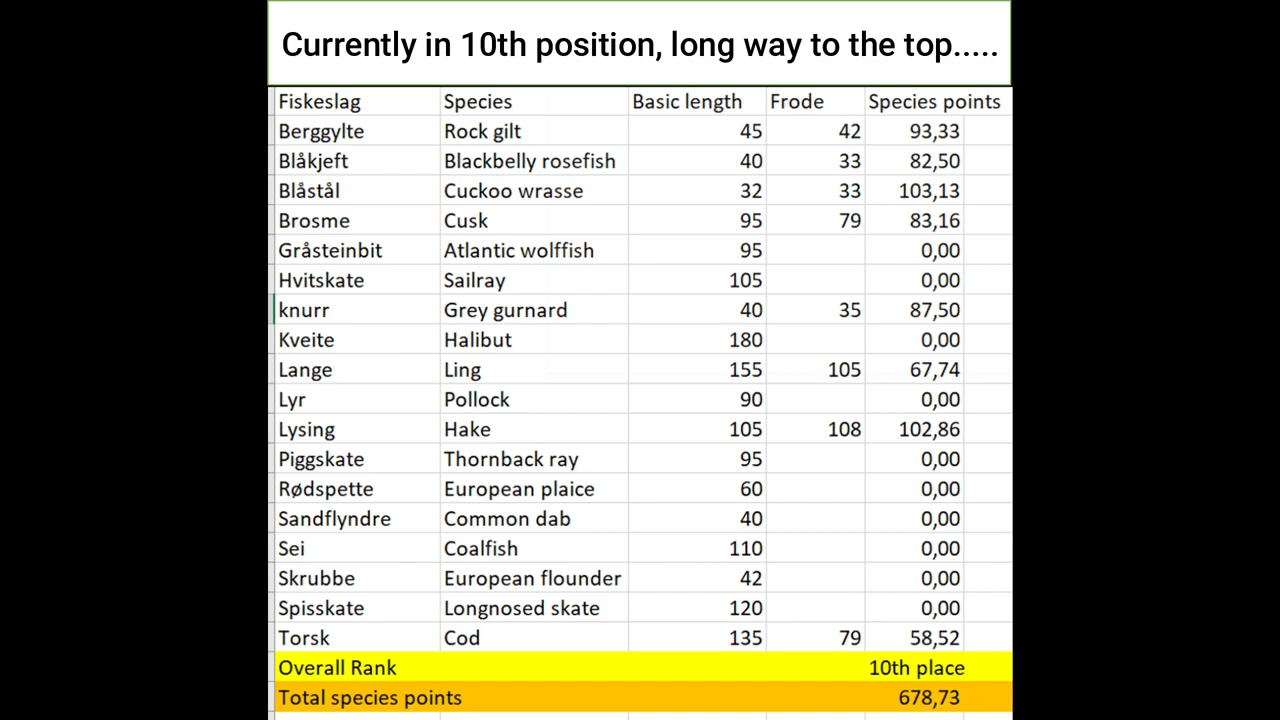 Currently in 10th position, long way to the top.....
Fiskeslag Species Basic length Frode Species points
Berggylte Rock gilt 45 42 93,33
Blåkjeft Blackbelly rosefish 40 33 82,50
Blåstål Cuckoo wrasse 32 33 103,13
Brosme Cusk 95 79 83,16
Gråsteinbit Atlantic wolffish 95 0,00
Hvitskate Sailray 105 0,00
knurr Grey gurnard 40 35 87,50
Kveite Halibut 180 0,00
Lange Ling 155 105 67,74
Lyr Pollock 90 0,00
Lysing Hake 105 108 102,86
Piggskate Thornback ray 95 0,00
Rødspette European plaice 60 0,00
Sandflyndre Common dab 40 0,00
Sei Coalfish 110 0,00
Skrubbe European flounder 42 0,00
Spisskate Longnosed skate 120 0,00
Torsk Cod 135 79 58,52
Overall Rank 10th place
Total species points 678,73